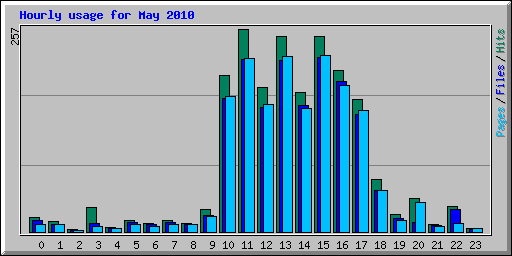 Hourly usage for May 2010
257
Pages / Files / Hits
0 1 2 3 4 5 6 7 8 9 10 11 12 13 14 15 16 17 18 19 20 21 22 23